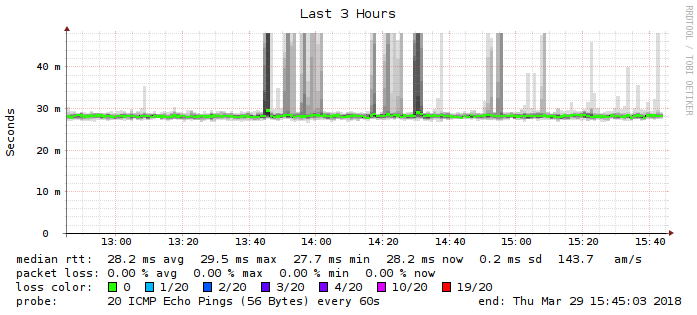 Last 3 Hours
RRDTOOL / TOBI OETIKER
Seconds
40 m
30 m
20 m
10 m
0
13:00 13:20 13:40 14:00 14:20 14:40 15:00 15:20 15:40
median rtt: 28.2 ms avg 29.5 ms max 27.7 ms min 28.2 ms now 0.2 ms sd 143.7 am/s
packet loss: 0.00 % avg 0.00 % max 0.00 % min 0.00 % now
loss color: 0 1/20 2/20 3/20 4/20 10/20 19/20
probe: 20 ICMP Echo Pings (56 Bytes) every 60s end: Thu Mar 29 15:45:03 2018